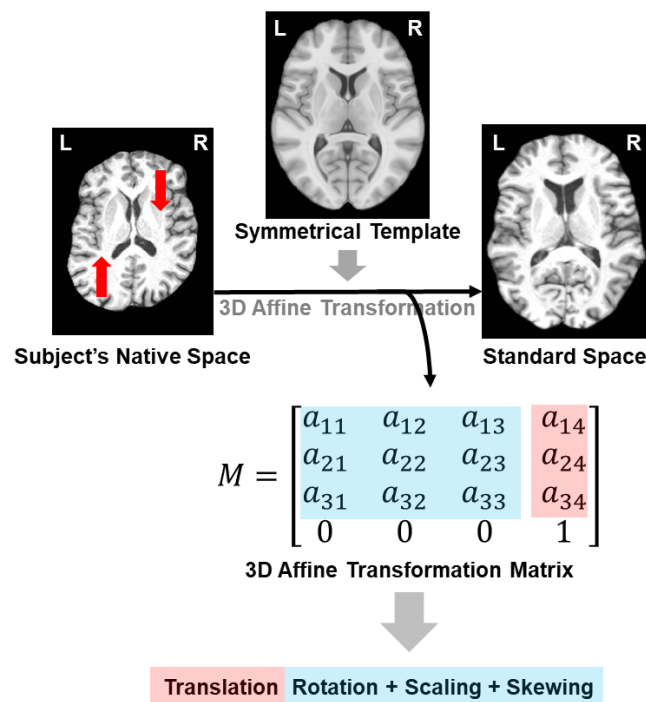 L R
Symmetrical Template
L R
Subject's Native Space
3D Affine Transformation
L R
Standard Space
M = [a₁₁ a₁₂ a₁₃ a₁₄
a₂₁ a₂₂ a₂₃ a₂₄
a₃₁ a₃₂ a₃₃ a₃₄
0 0 0 1]
3D Affine Transformation Matrix
Translation Rotation + Scaling + Skewing